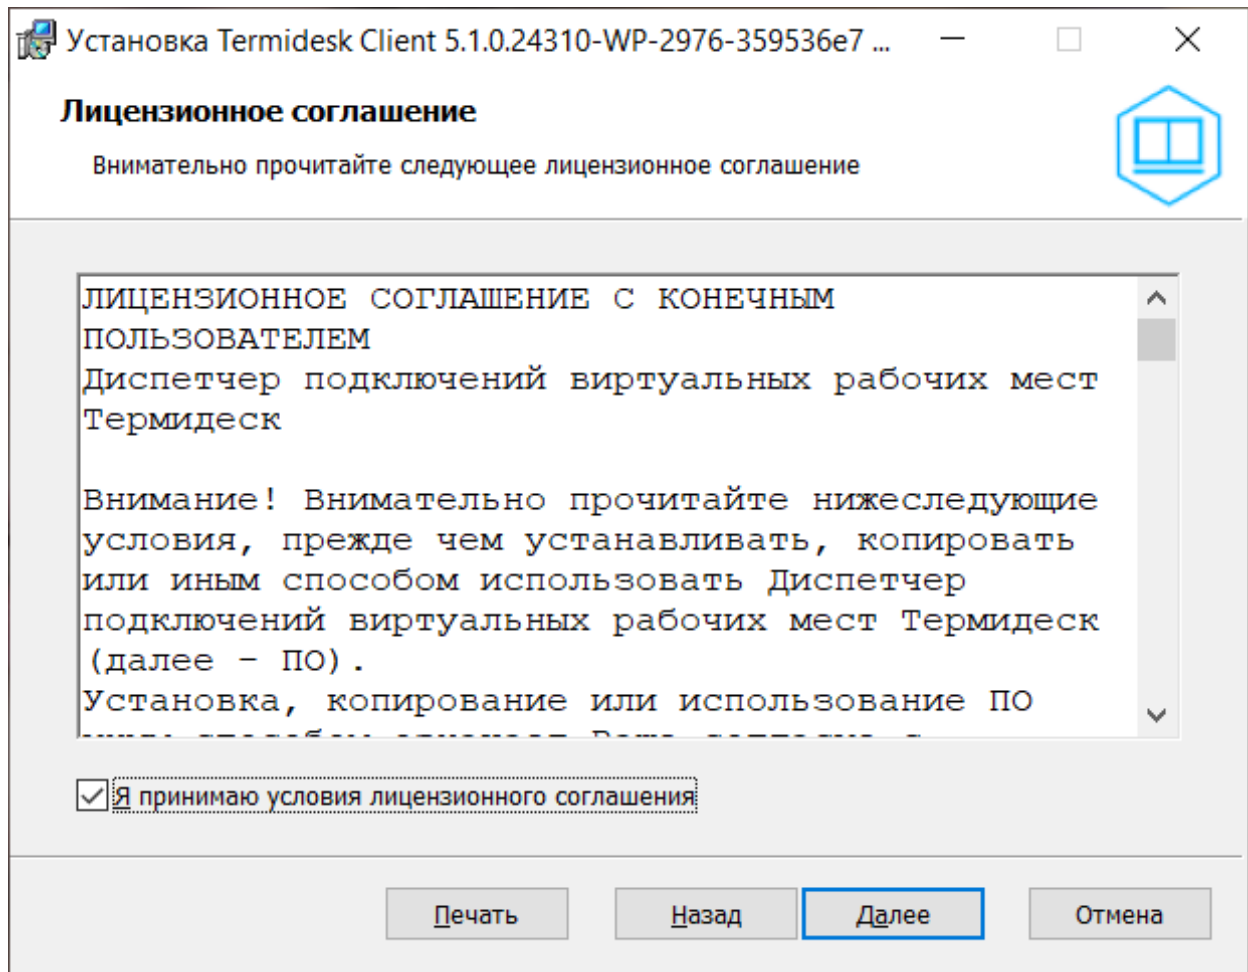 Установка Termidesk Client 5.1.0.24310-WP-2976-359536e7 ...
Лицензионное соглашение
Внимательно прочитайте следующее лицензионное соглашение
ЛИЦЕНЗИОННОЕ СОГЛАШЕНИЕ С КОНЕЧНЫМ
ПОЛЬЗОВАТЕЛЕМ
Диспетчер подключений виртуальных рабочих мест
Термидеск
Внимание! Внимательно прочитайте нижеследующие
условия, прежде чем устанавливать, копировать
или иным способом использовать Диспетчер
подключений виртуальных рабочих мест Термидеск
(далее – ПО).
Установка, копирование или использование ПО
Я принимаю условия лицензионного соглашения
Печать
Назад
Далее
Отмена